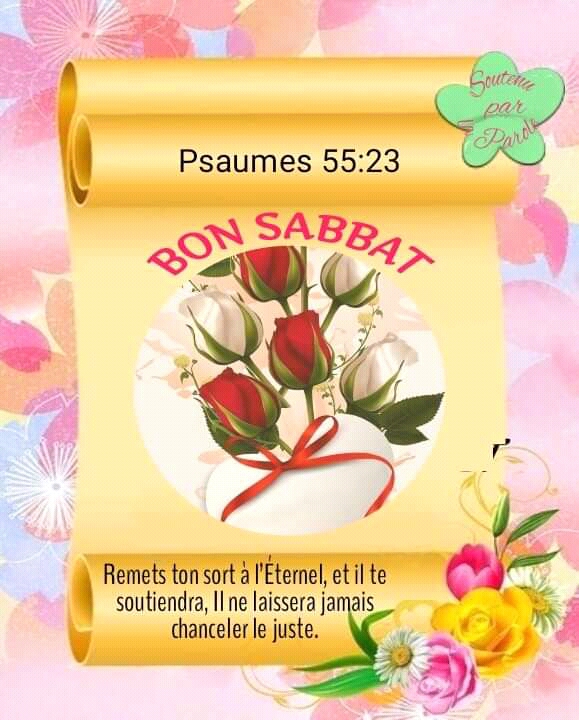 Soutenu
par
Parole
Psaumes 55:23
BON SABBAT
Remets ton sort à l'Éternel, et il te
soutiendra, Il ne laissera jamais
chanceler le juste.